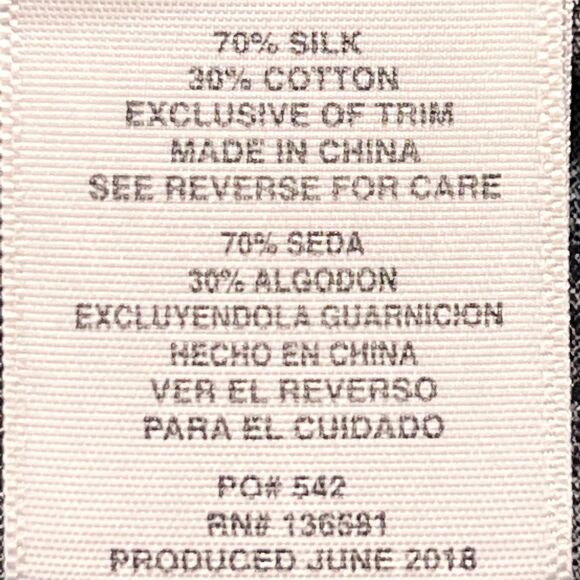 70% SILK
30% COTTON
EXCLUSIVE OF TRIM
MADE IN CHINA
SEE REVERSE FOR CARE
70% SEDA
30% ALGODON
EXCLUYENDOLA GUARNICION
HECHO EN CHINA
VER EL REVERSO
PARA EL CUIDADO
PO# 542
RN# 136581
PRODUCED JUNE 2018